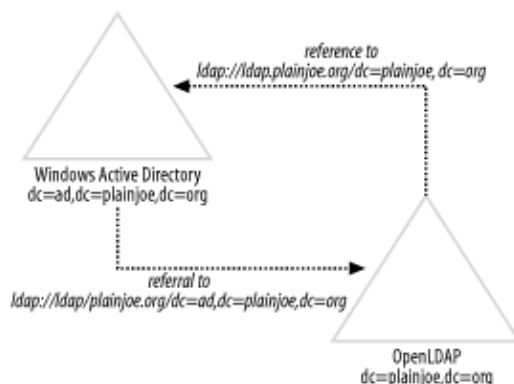 reference to
ldap://ldap.plainjoe.org/dc=plainjoe, dc=org
Windows Active Directory
dc=ad,dc=plainjoe,dc=org
referral to
ldap://ldap/plainjoe.org/dc=ad,dc=plainjoe,dc=org
OpenLDAP
dc=plainjoe,dc=org